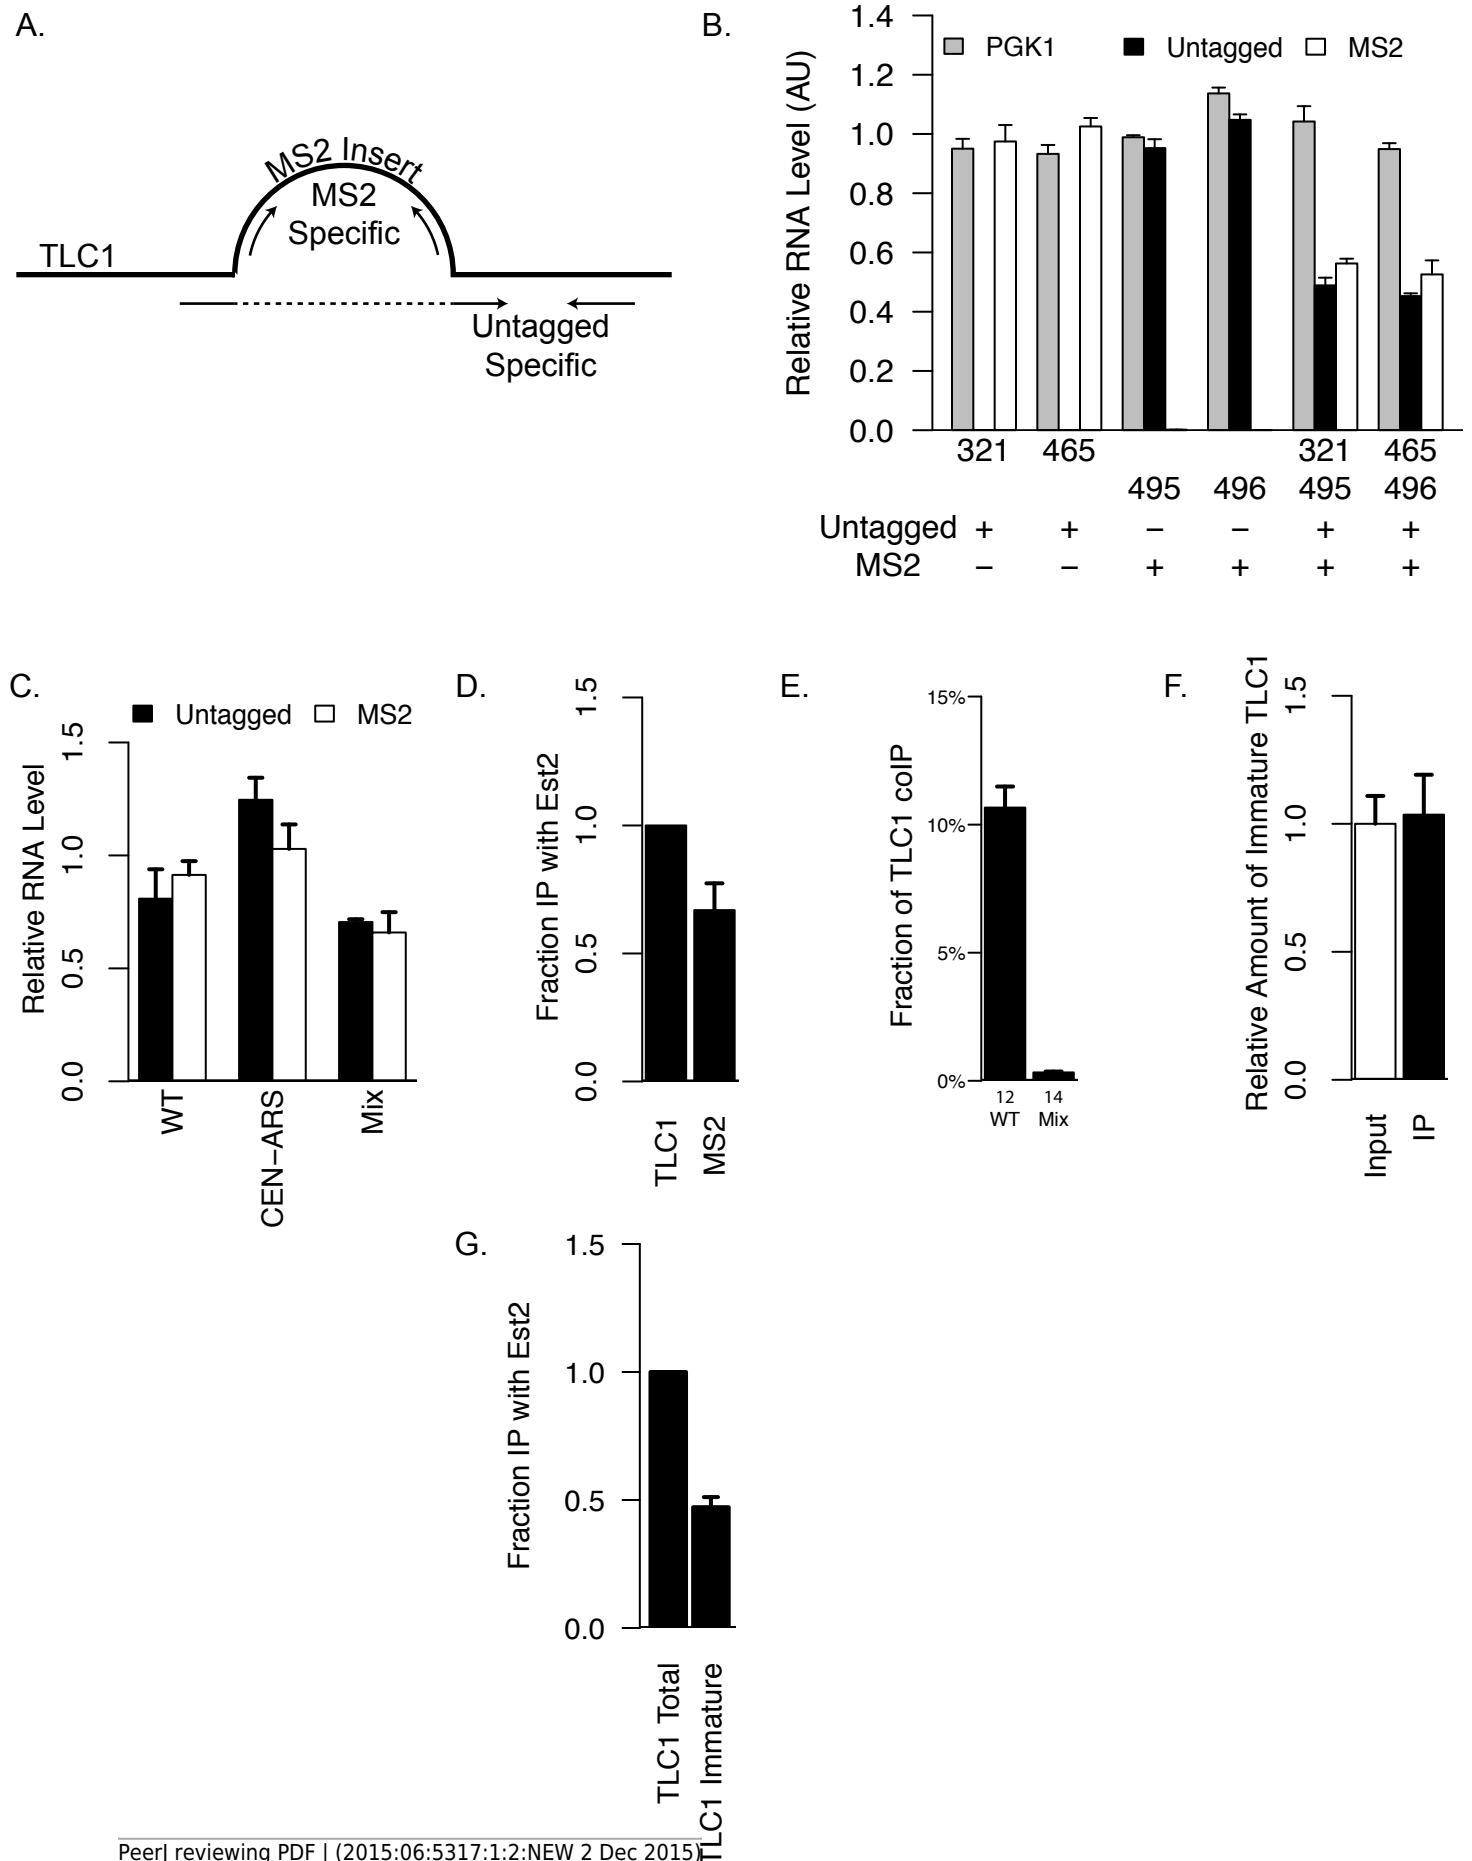 A.
MS2 Insert
MS2
Specific
TLC1
Untagged
Specific
B.
PGK1 Untagged MS2
Relative RNA Level (AU)
1.4
1.2
1.0
0.8
0.6
0.4
0.2
0.0
321 465 321 465
495 496 495 496
Untagged + + − − + +
MS2 − − + + + +
C.
Untagged MS2
Relative RNA Level
1.5
1.0
0.5
0.0
WT
CEN−ARS
Mix
D.
Fraction IP with Est2
1.5
1.0
0.5
0.0
TLC1
MS2
E.
Fraction of TLC1 coIP
15%
10%
5%
0%
12 14
WT Mix
F.
Relative Amount of Immature TLC1
1.5
1.0
0.5
0.0
Input
IP
G.
Fraction IP with Est2
1.5
1.0
0.5
0.0
TLC1 Total
TLC1 Immature
PeerJ reviewing PDF | (2015:06:5317:1:2:NEW 2 Dec 2015)